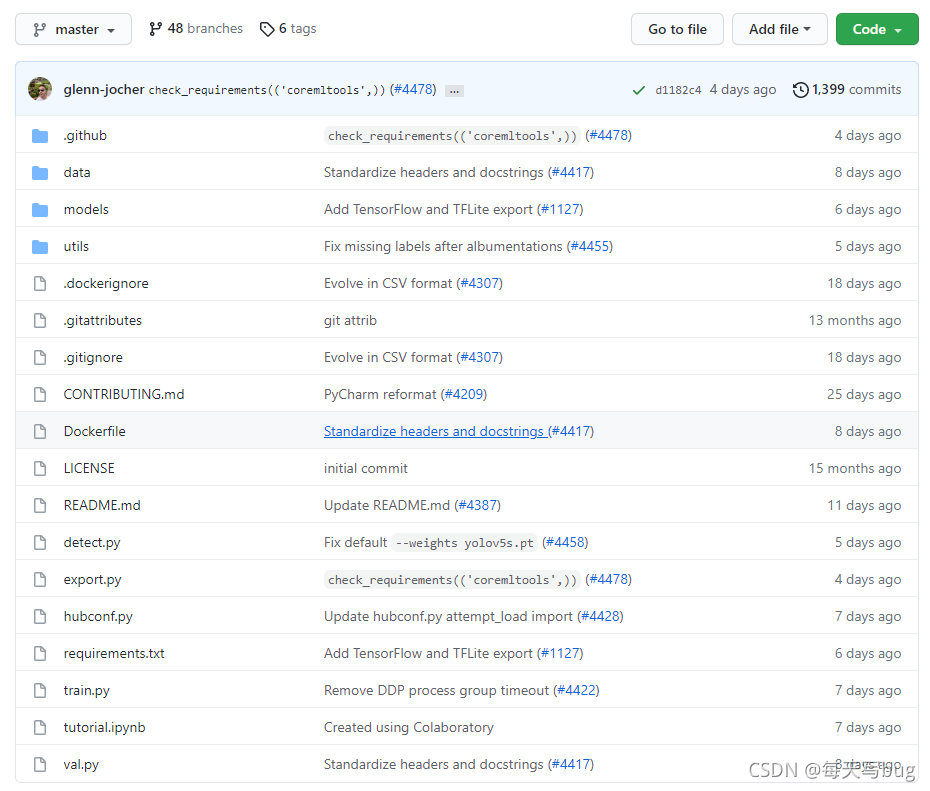 master 48 branches 6 tags Go to file Add file Code
glenn-jocher check_requirements(('coremltools',)) (#4478) ... d1182c4 4 days ago 1,399 commits
.github check_requirements(('coremltools',)) (#4478) 4 days ago
data Standardize headers and docstrings (#4417) 8 days ago
models Add TensorFlow and TFLite export (#1127) 6 days ago
utils Fix missing labels after albumentations (#4455) 5 days ago
.dockerignore Evolve in CSV format (#4307) 18 days ago
.gitattributes git attrib 13 months ago
.gitignore Evolve in CSV format (#4307) 18 days ago
CONTRIBUTING.md PyCharm reformat (#4209) 25 days ago
Dockerfile Standardize headers and docstrings (#4417) 8 days ago
LICENSE initial commit 15 months ago
README.md Update README.md (#4387) 11 days ago
detect.py Fix default --weights yolov5s.pt (#4458) 5 days ago
export.py check_requirements(('coremltools',)) (#4478) 4 days ago
hubconf.py Update hubconf.py attempt_load import (#4428) 7 days ago
requirements.txt Add TensorFlow and TFLite export (#1127) 6 days ago
train.py Remove DDP process group timeout (#4422) 7 days ago
tutorial.ipynb Created using Colaboratory 7 days ago
val.py Standardize headers and docstrings (#4417) 8 days ago
CSDN @每天写bug